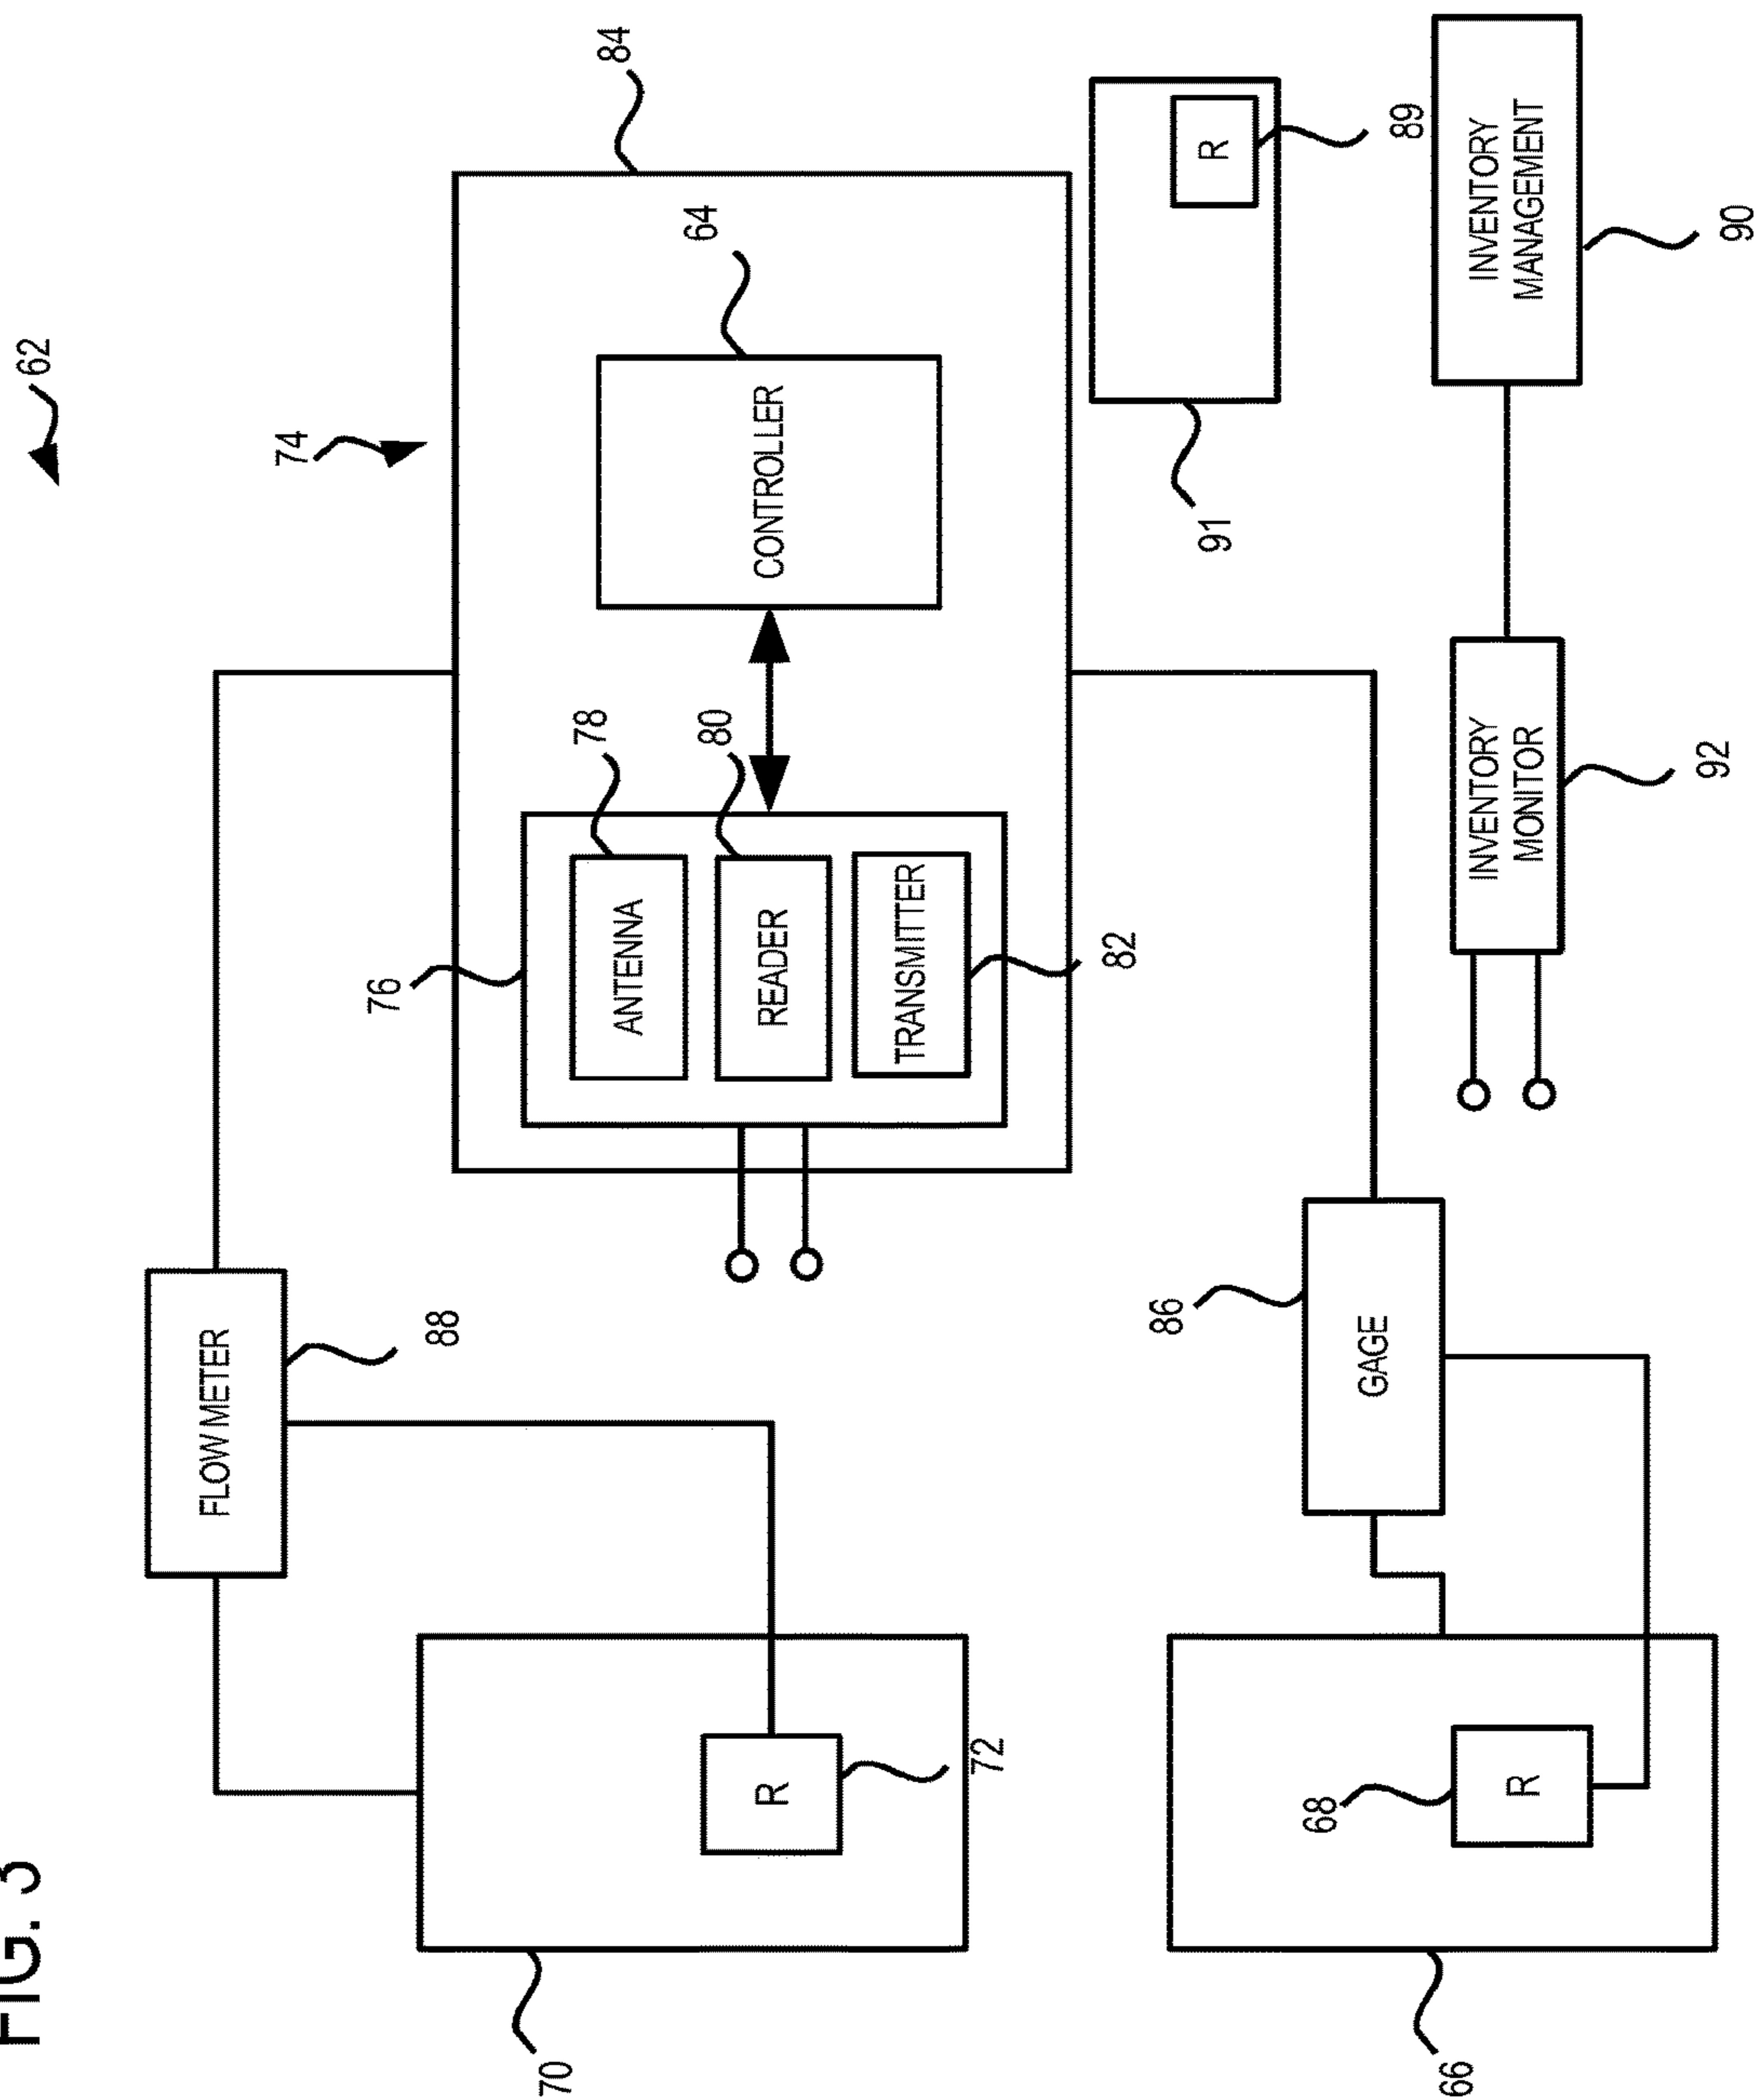 FIG. 3
62
74
84
76
78
80
82
64
ANTENNA
READER
TRANSMITTER
CONTROLLER
FLOW METER
88
70
R
72
91
R
89
86
GAGE
66
68
R
INVENTORY
MONITOR
92
INVENTORY
MANAGEMENT
90